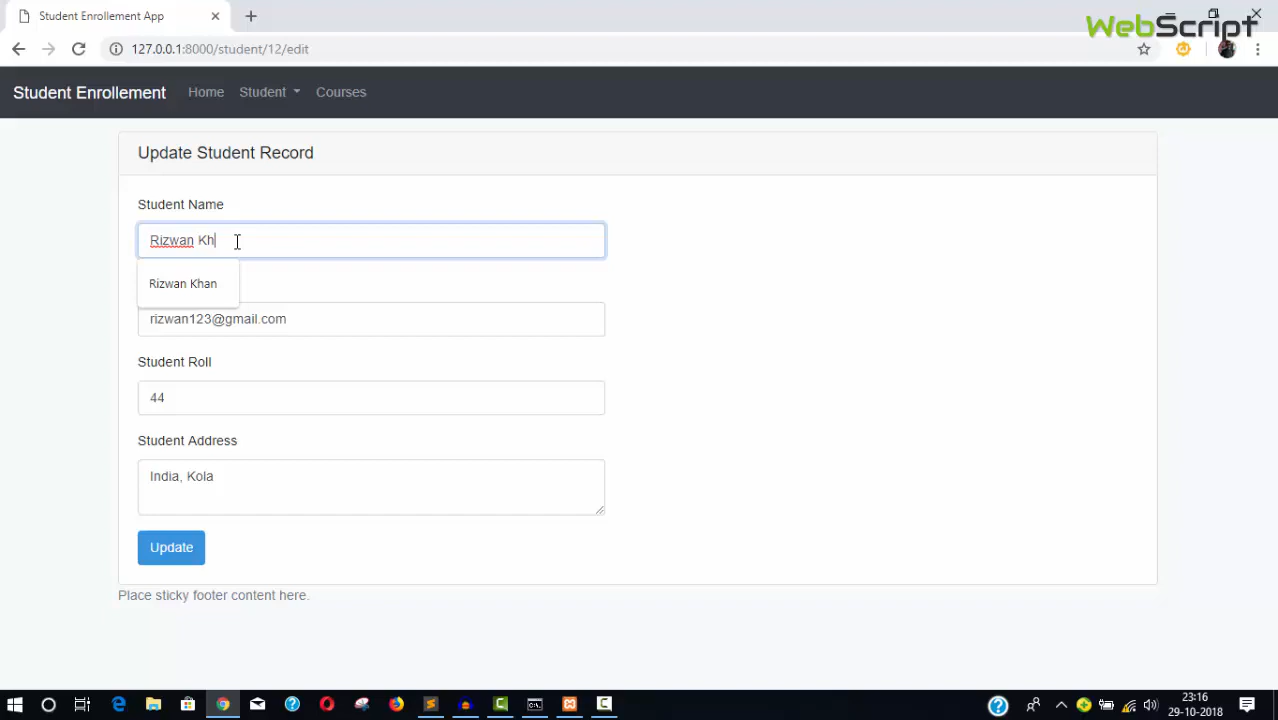 Student Enrollement App
WebScript
127.0.0.1:8000/student/12/edit
Student Enrollement Home Student Courses
Update Student Record
Student Name
Rizwan Kh
Rizwan Khan
rizwan123@gmail.com
Student Roll
44
Student Address
India, Kola
Update
Place sticky footer content here.
23:16
29-10-2018